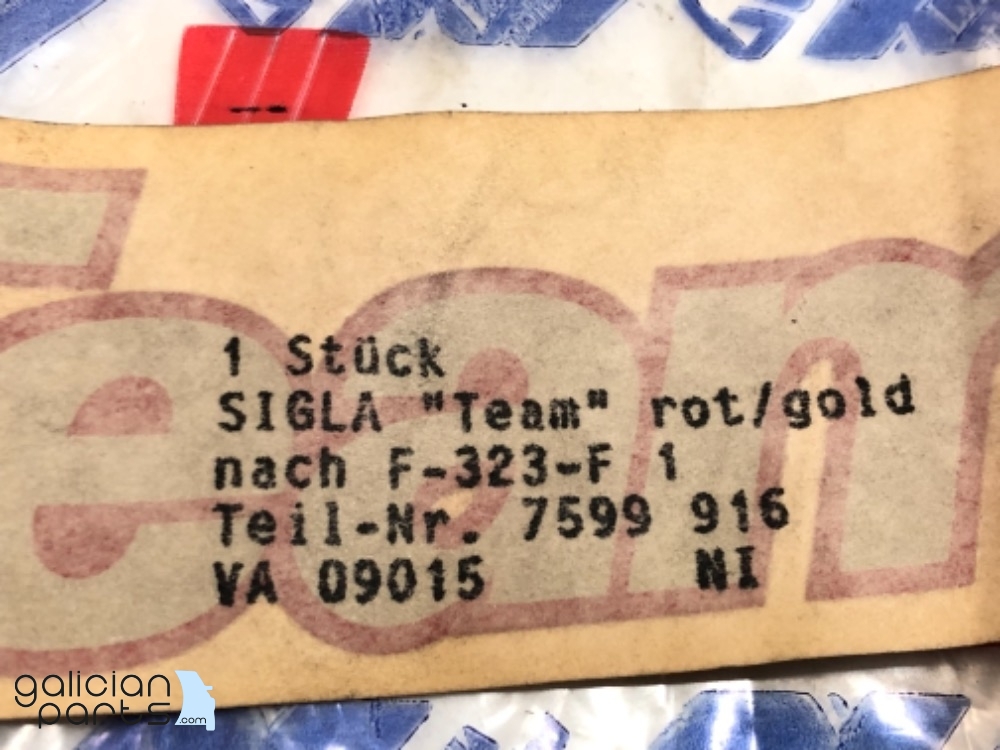 eam
1 Stück
SIGLA "Team" rot/gold
nach F-323-F 1
Teil-Nr. 7599 916
VA 09015 NI
galician
parts.com